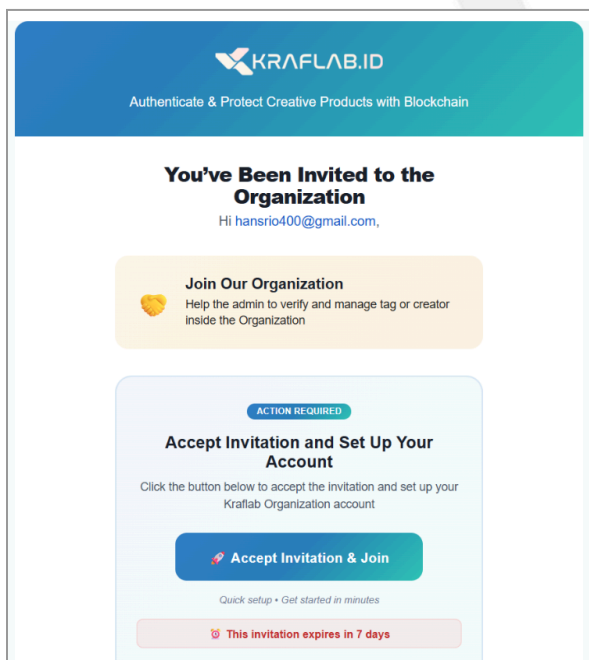 KRAFLAB.ID
Authenticate & Protect Creative Products with Blockchain
You've Been Invited to the
Organization
Hi hansrio400@gmail.com,
Join Our Organization
Help the admin to verify and manage tag or creator
inside the Organization
ACTION REQUIRED
Accept Invitation and Set Up Your
Account
Click the button below to accept the invitation and set up your
Kraflab Organization account
🚀 Accept Invitation & Join
Quick setup • Get started in minutes
⏰ This invitation expires in 7 days